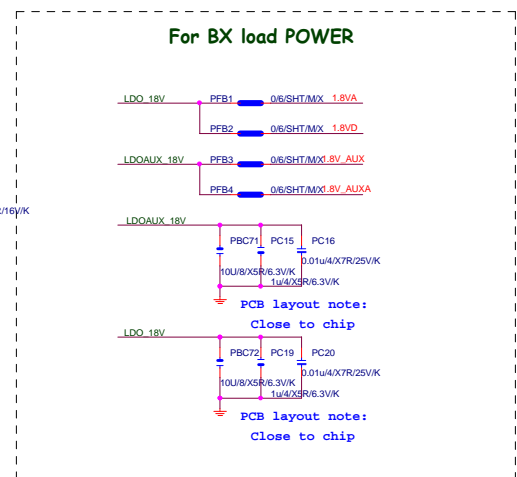 For BX load POWER
LDO_18V PFB1 0/6/SHT/M/X 1.8VA
PFB2 0/6/SHT/M/X 1.8VD
LDOAUX_18V PFB3 0/6/SHT/M/X 1.8V_AUX
PFB4 0/6/SHT/M/X 1.8V_AUXA
R/16V/K
LDOAUX_18V
PBC71 PC15 PC16
0.01u/4/X7R/25V/K
10U/8/X5R/6.3V/K
1u/4/X5R/6.3V/K
PCB layout note:
Close to chip
LDO_18V
PBC72 PC19 PC20
0.01u/4/X7R/25V/K
10U/8/X5R/6.3V/K
1u/4/X5R/6.3V/K
PCB layout note:
Close to chip